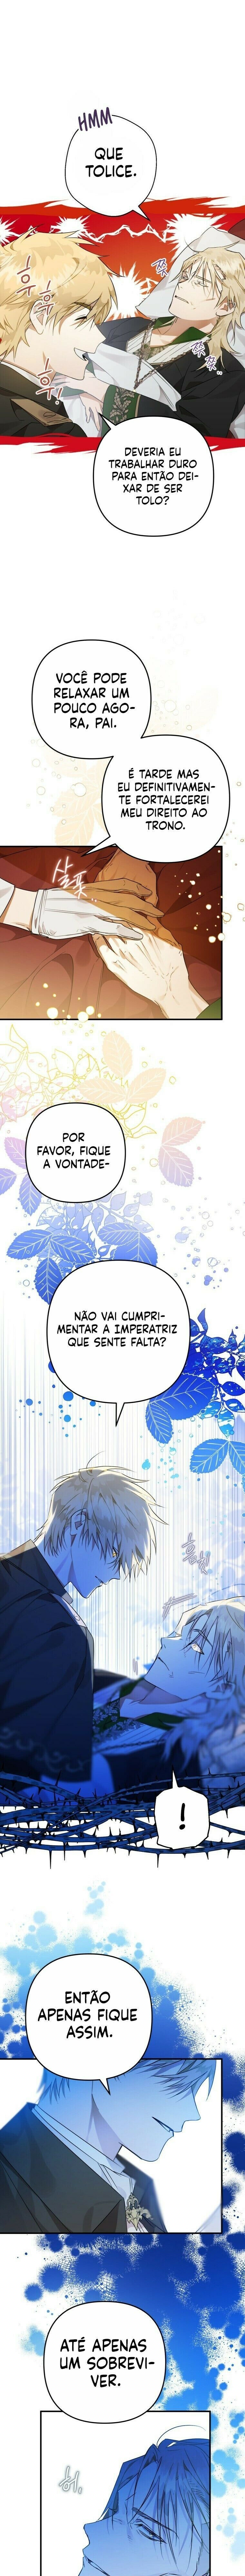 HMM
QUE
TOLICE.
DEVERIA EU
TRABALHAR DURO
PARA ENTÃO DEI-
XAR DE SER
TOLO?
VOCÊ PODE
RELAXAR UM
POUCO AGO-
RA, PAI.
É TARDE MAS
EU DEFINITIVAMEN-
TE FORTALECEREI
MEU DIREITO AO
TRONO.
POR
FAVOR, FIQUE
A VONTADE-
NÃO VAI CUMPRI-
MENTAR A IMPERATRIZ
QUE SENTE FALTA?
!
ENTÃO
APENAS FIQUE
ASSIM.
ATÉ APENAS
UM SOBREVI-
VER.